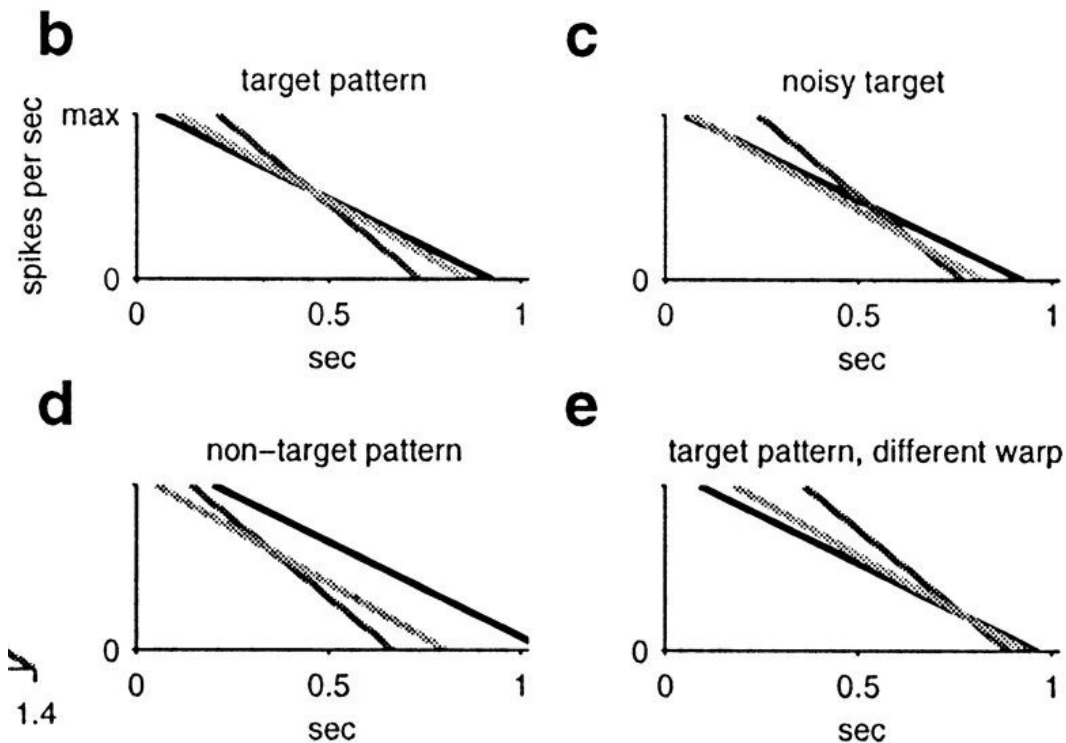 b
target pattern
spikes per sec
max
0
0 0.5 1
sec
c
noisy target
0
0 0.5 1
sec
d
non-target pattern
0
0 0.5 1
sec
e
target pattern, different warp
0
0 0.5 1
sec
1.4